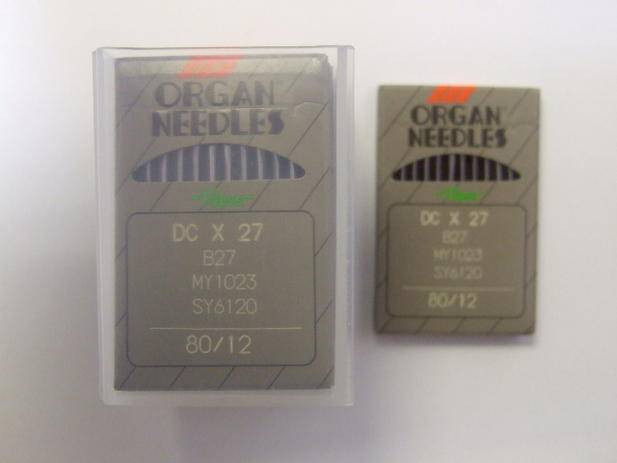 ORGAN
NEEDLES
DC X 27
B27
MY1023
SY6120
80/12
ORGAN
NEEDLES
DC X 27
B27
MY1023
SY6120
80/12